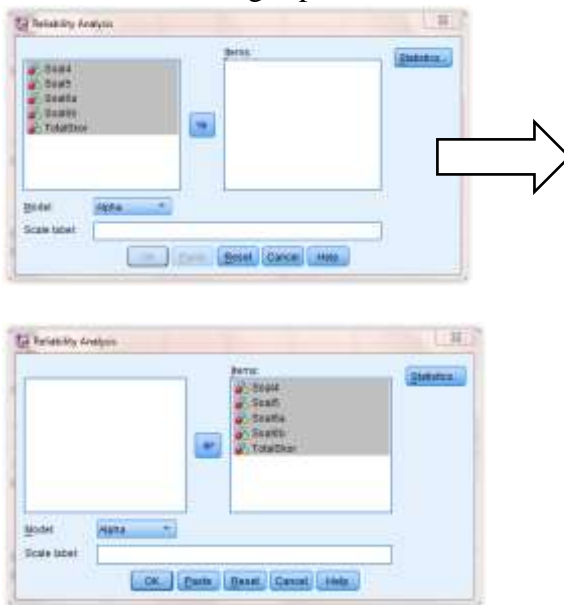 Reliability Analysis
Items:
Statistics...
Soal4
Soal5
Soal6a
Soal6b
TotalSkor
Model: Alpha
Scale label:
OK Paste Reset Cancel Help
Reliability Analysis
Items:
Statistics...
Soal4
Soal5
Soal6a
Soal6b
TotalSkor
Model: Alpha
Scale label:
OK Paste Reset Cancel Help